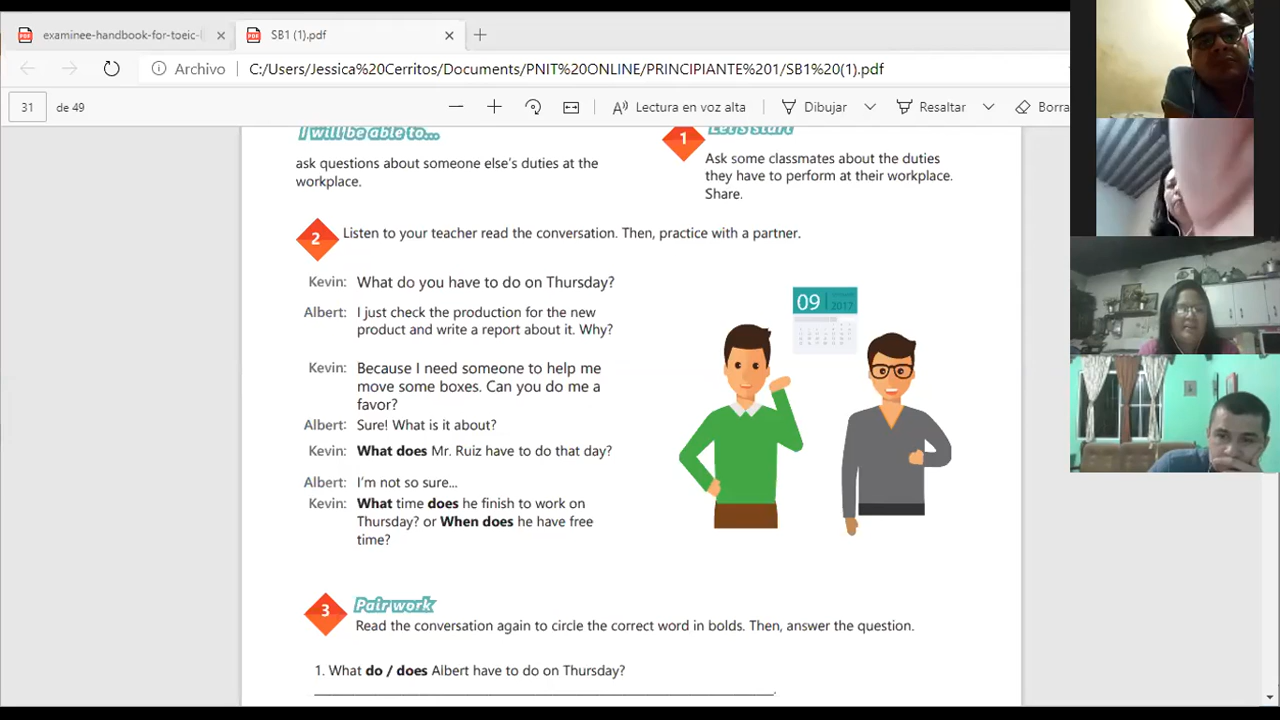 examinee-handbook-for-toeic-l
SB1 (1).pdf
Archivo
C:/Users/Jessica%20Cerritos/Documents/PNIT%20ONLINE/PRINCIPIANTE%201/SB1%20(1).pdf
31 de 49
Lectura en voz alta
Dibujar
Resaltar
Borra
I will be able to...
ask questions about someone else's duties at the
workplace.
1
Let's start
Ask some classmates about the duties
they have to perform at their workplace.
Share.
2 Listen to your teacher read the conversation. Then, practice with a partner.
Kevin: What do you have to do on Thursday?
Albert: I just check the production for the new
product and write a report about it. Why?
Kevin: Because I need someone to help me
move some boxes. Can you do me a
favor?
Albert: Sure! What is it about?
Kevin: What does Mr. Ruiz have to do that day?
Albert: I'm not so sure...
Kevin: What time does he finish to work on
Thursday? or When does he have free
time?
09
2017
3 Pair work
Read the conversation again to circle the correct word in bolds. Then, answer the question.
1. What do / does Albert have to do on Thursday?